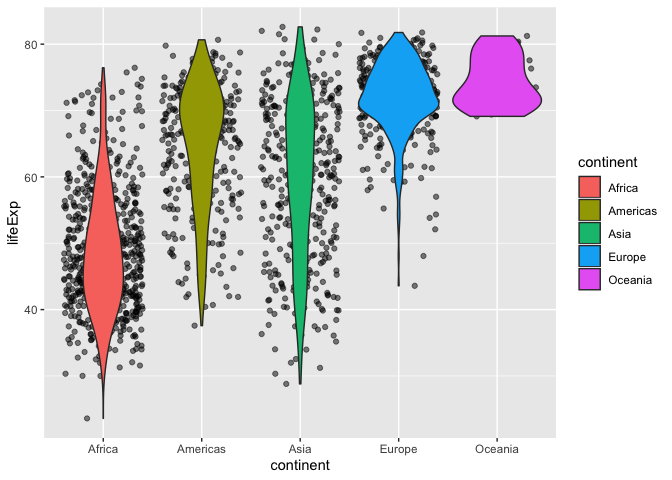 80
60
40
lifeExp
Africa
Americas
Asia
Europe
Oceania
continent
continent
Africa
Americas
Asia
Europe
Oceania